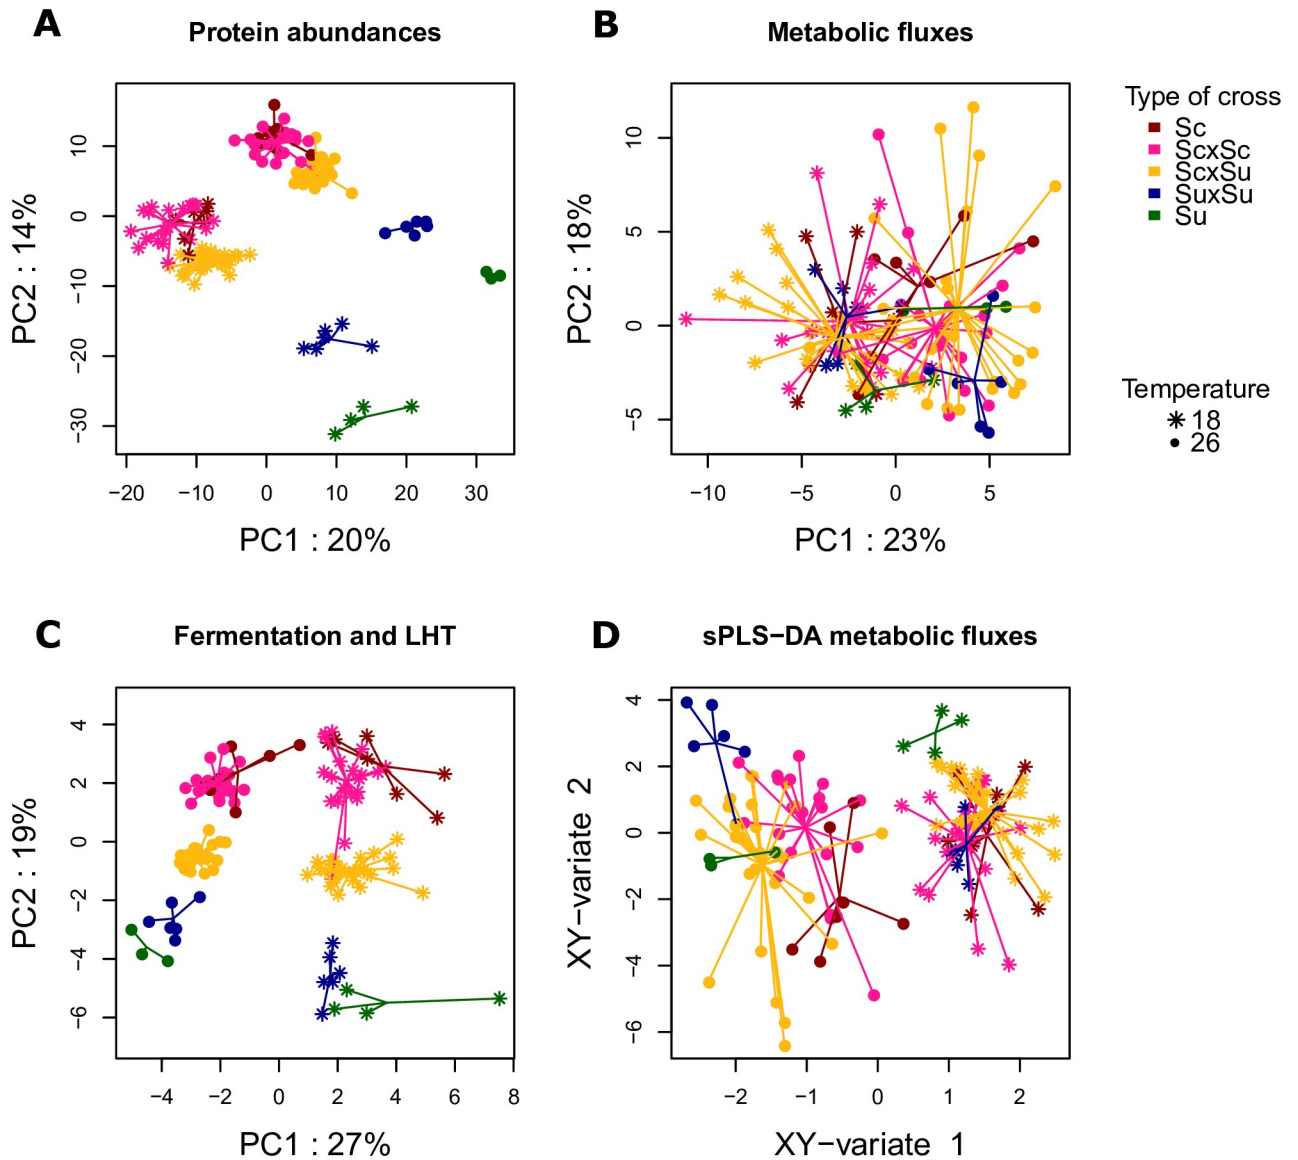 A
Protein abundances
PC2 : 14%
10
0
−10
−20
−30
−20
−10
0
10
20
30
PC1 : 20%
B
Metabolic fluxes
PC2 : 18%
10
5
0
−5
−10
−5
0
5
PC1 : 23%
Type of cross
Sc
ScxSc
ScxSu
SuxSu
Su
Temperature
18
26
C
Fermentation and LHT
PC2 : 19%
4
2
0
−2
−4
−6
−4
−2
0
2
4
6
8
PC1 : 27%
D
sPLS−DA metabolic fluxes
XY−variate 2
4
2
0
−2
−4
−6
−2
−1
0
1
2
XY−variate 1